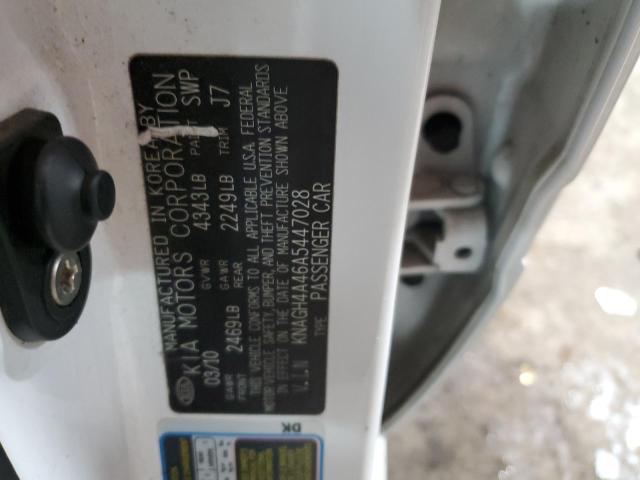 MANUFACTURED IN KOREA BY
KIA MOTORS CORPORATION
03/10 GVWR 4343LB PAINT SWP
GAWR FRONT 2469LB GAWR REAR 2249LB TRIM J7
THIS VEHICLE CONFORMS TO ALL APPLICABLE U.S.A. FEDERAL
MOTOR VEHICLE SAFETY, BUMPER, AND THEFT PREVENTION STANDARDS
IN EFFECT ON THE DATE OF MANUFACTURE SHOWN ABOVE
V.I.N KNAGH4A46A5447028
TYPE PASSENGER CAR
DK